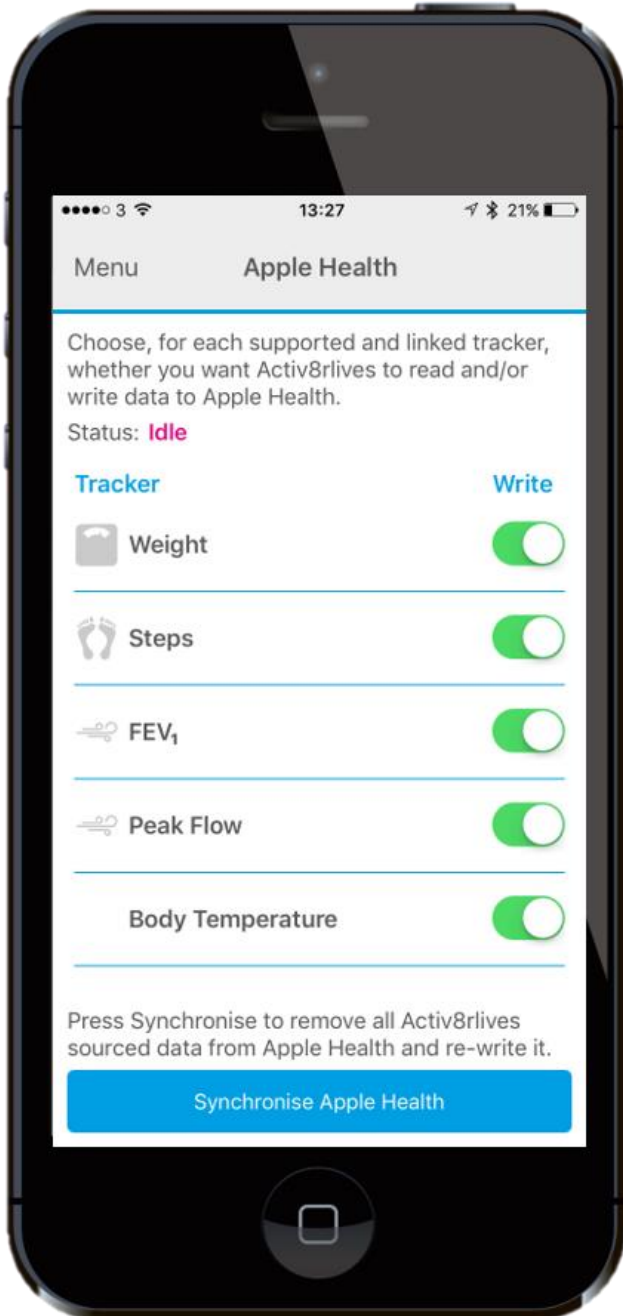 3 13:27 21%
Menu Apple Health
Choose, for each supported and linked tracker,
whether you want Activ8rlives to read and/or
write data to Apple Health.
Status: Idle
Tracker Write
Weight
Steps
FEV₁
Peak Flow
Body Temperature
Press Synchronise to remove all Activ8rlives
sourced data from Apple Health and re-write it.
Synchronise Apple Health